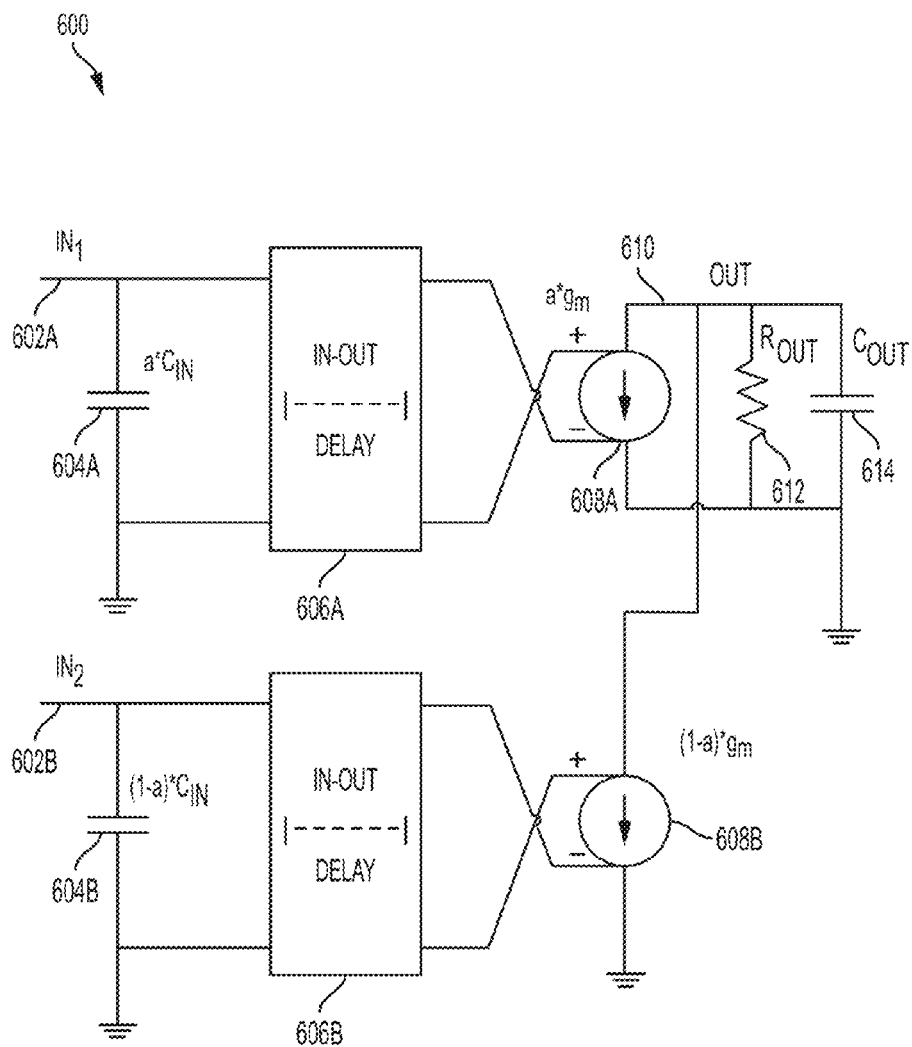 600
IN1
602A
a*CIN
604A
IN-OUT
DELAY
606A
a*gm
+
−
608A
610
OUT
ROUT
612
COUT
614
IN2
602B
(1-a)*CIN
604B
IN-OUT
DELAY
606B
+
−
(1-a)*gm
608B